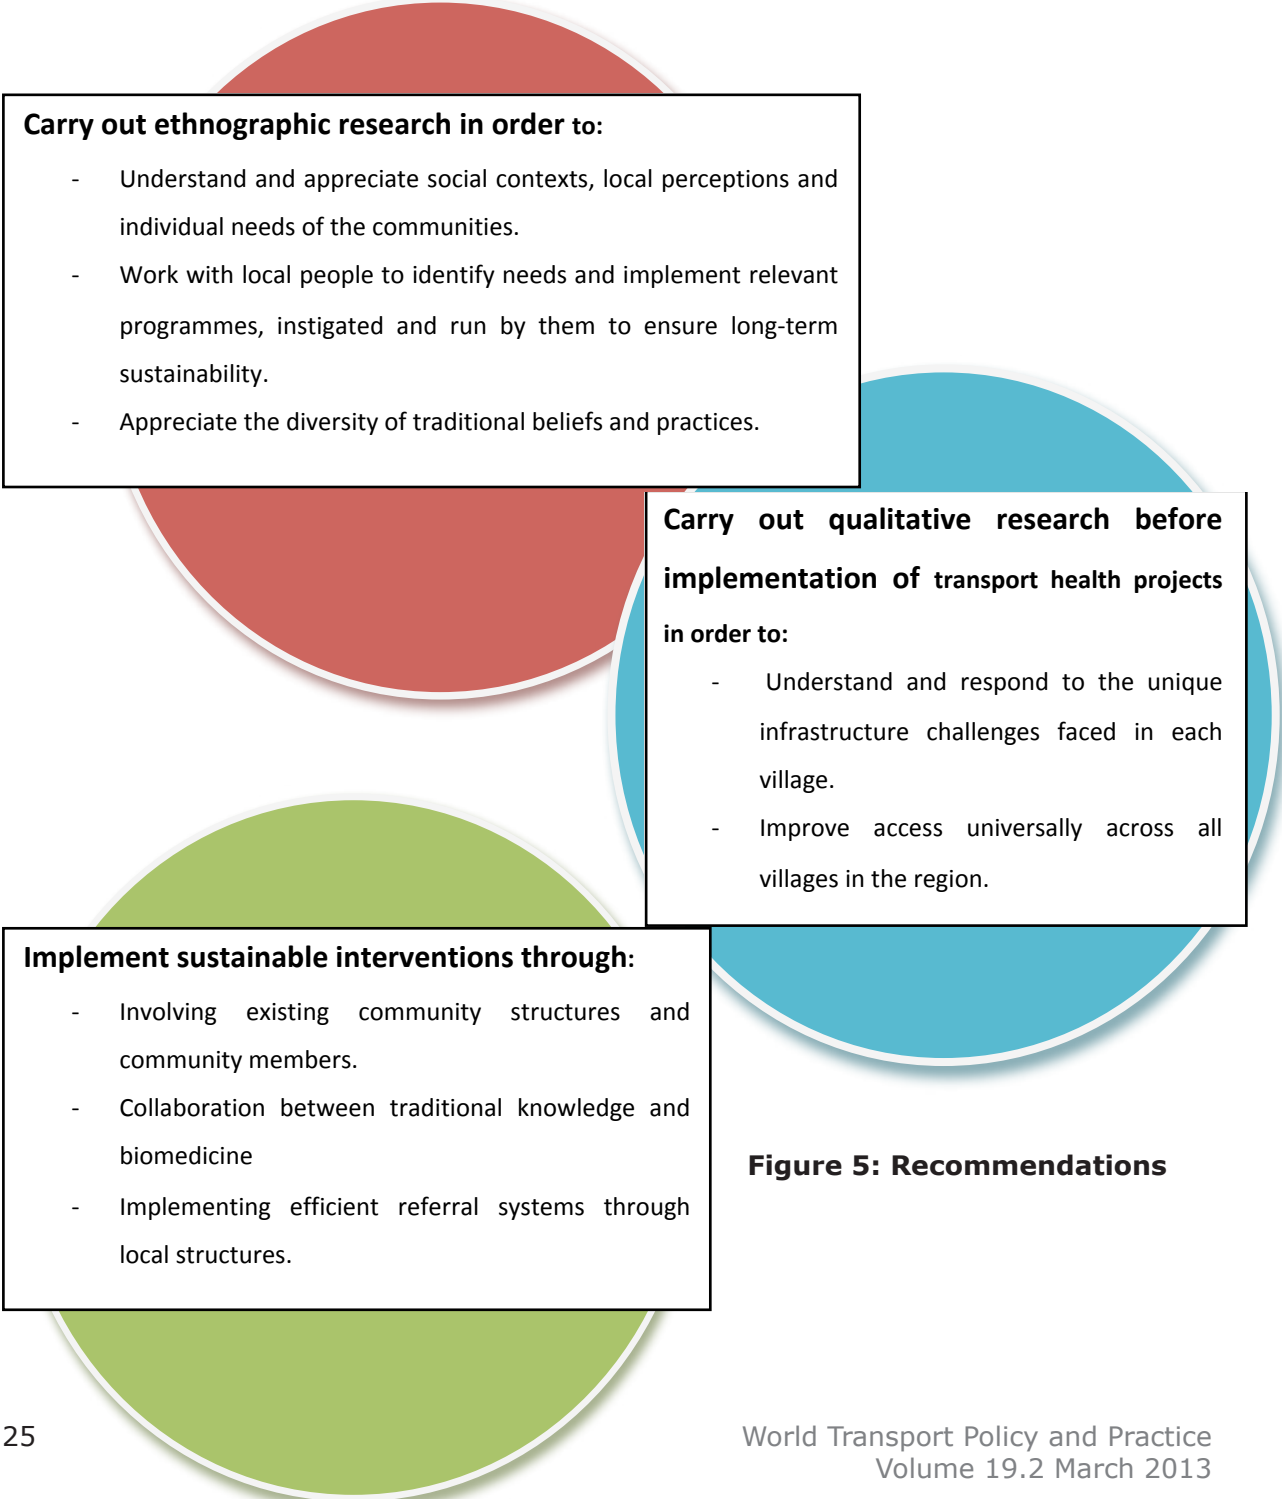 Carry out ethnographic research in order to:
- Understand and appreciate social contexts, local perceptions and
individual needs of the communities.
- Work with local people to identify needs and implement relevant
programmes, instigated and run by them to ensure long-term
sustainability.
- Appreciate the diversity of traditional beliefs and practices.
Carry out qualitative research before
implementation of transport health projects
in order to:
- Understand and respond to the unique
infrastructure challenges faced in each
village.
- Improve access universally across all
villages in the region.
Implement sustainable interventions through:
- Involving existing community structures and
community members.
- Collaboration between traditional knowledge and
biomedicine
- Implementing efficient referral systems through
local structures.
Figure 5: Recommendations
25
World Transport Policy and Practice
Volume 19.2 March 2013